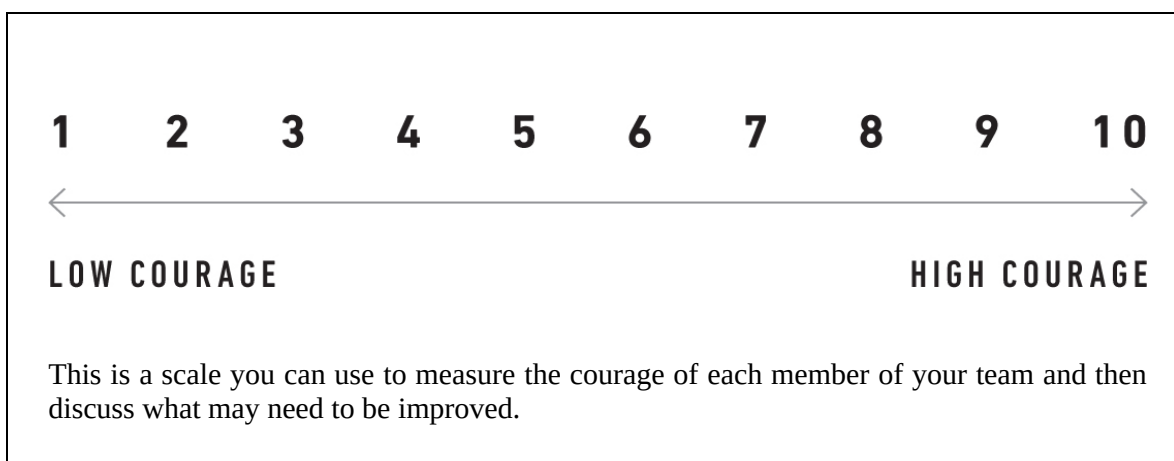 1 2 3 4 5 6 7 8 9 10
LOW COURAGE HIGH COURAGE
This is a scale you can use to measure the courage of each member of your team and then
discuss what may need to be improved.